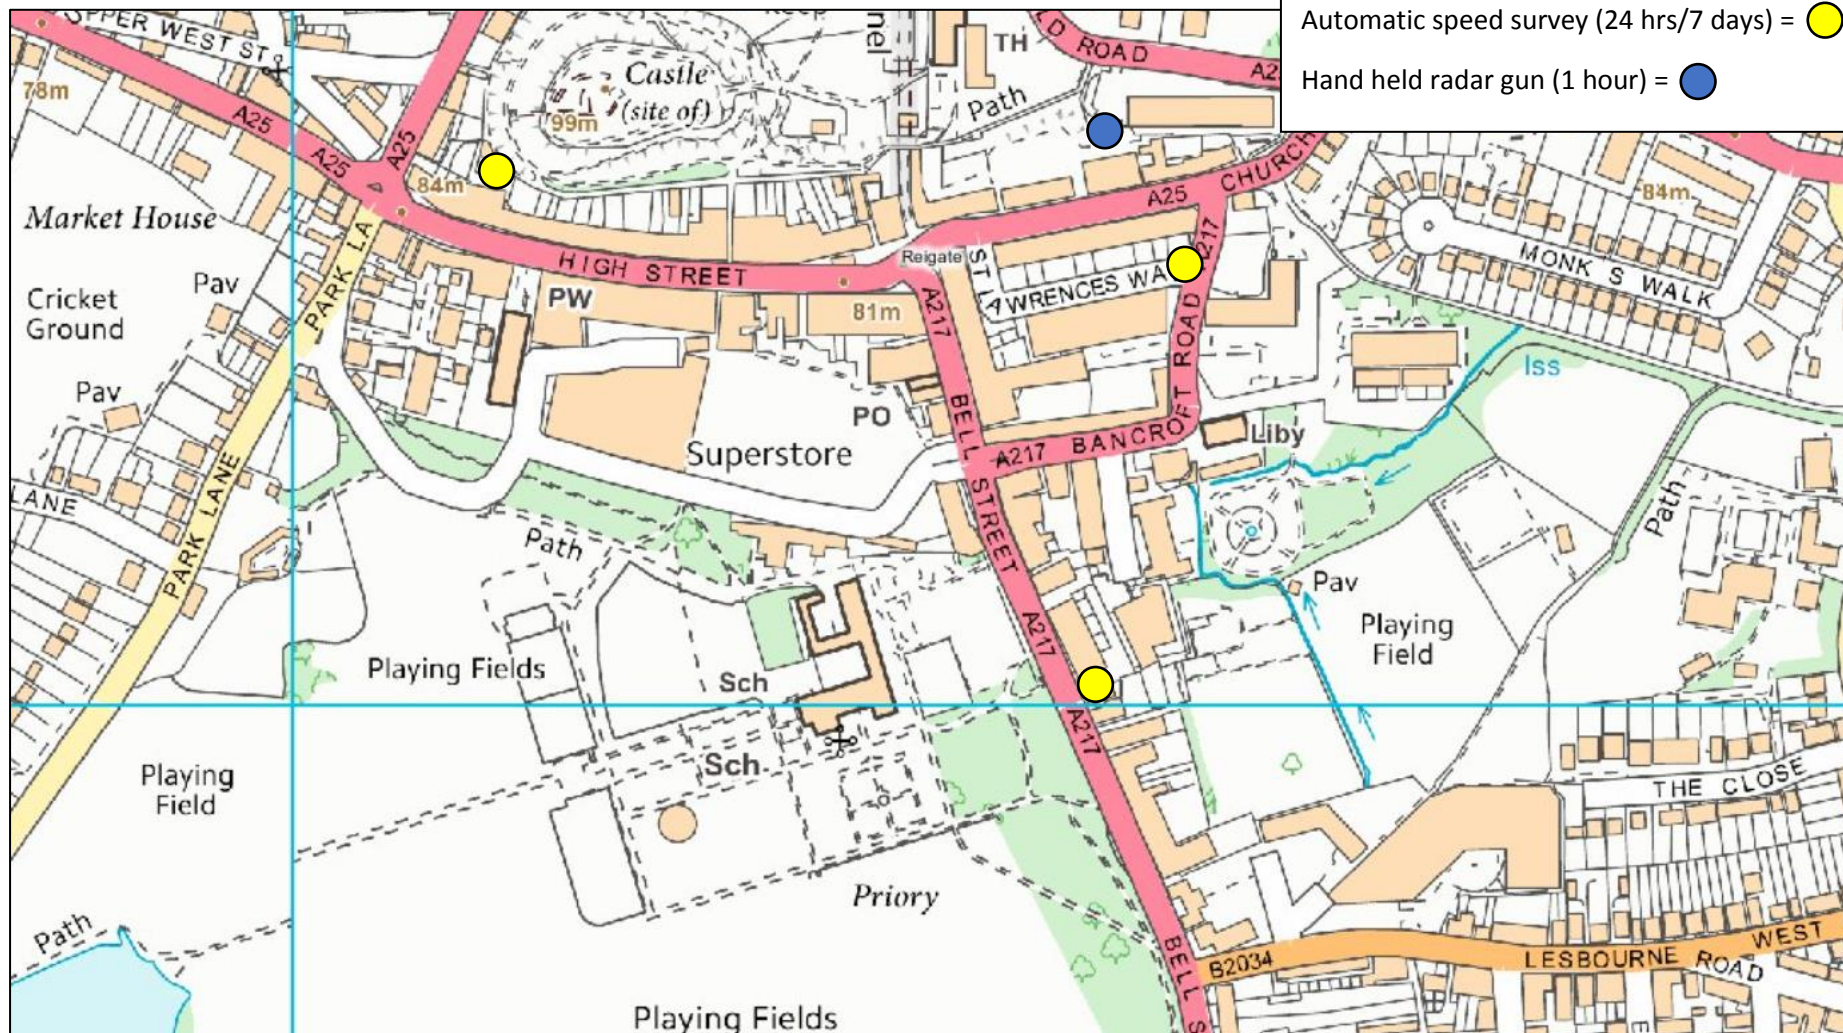 Automatic speed survey (24 hrs/7 days) =
Hand held radar gun (1 hour) =
UPPER WEST ST
78m
A25
A25
A25
84m
Castle
(site of)
99m
nel
TH
Path
LD ROAD
A25
CHURCH
A25
84m
MONK S WALK
Market House
PARK LA
HIGH STREET
Reigate
ST LAWRENCES WA
A217
Pav
Cricket
Ground
PW
81m
A217
BANCROFT ROAD
Iss
Pav
PO
BELL STREET
Superstore
A217
Liby
LANE
PARK LANE
Path
Path
Pav
Playing
Field
A217
Playing Fields
Sch
A217
Sch
Playing
Field
THE CLOSE
Priory
Path
BELL S
B2034
LESBOURNE ROAD
WEST
Playing Fields